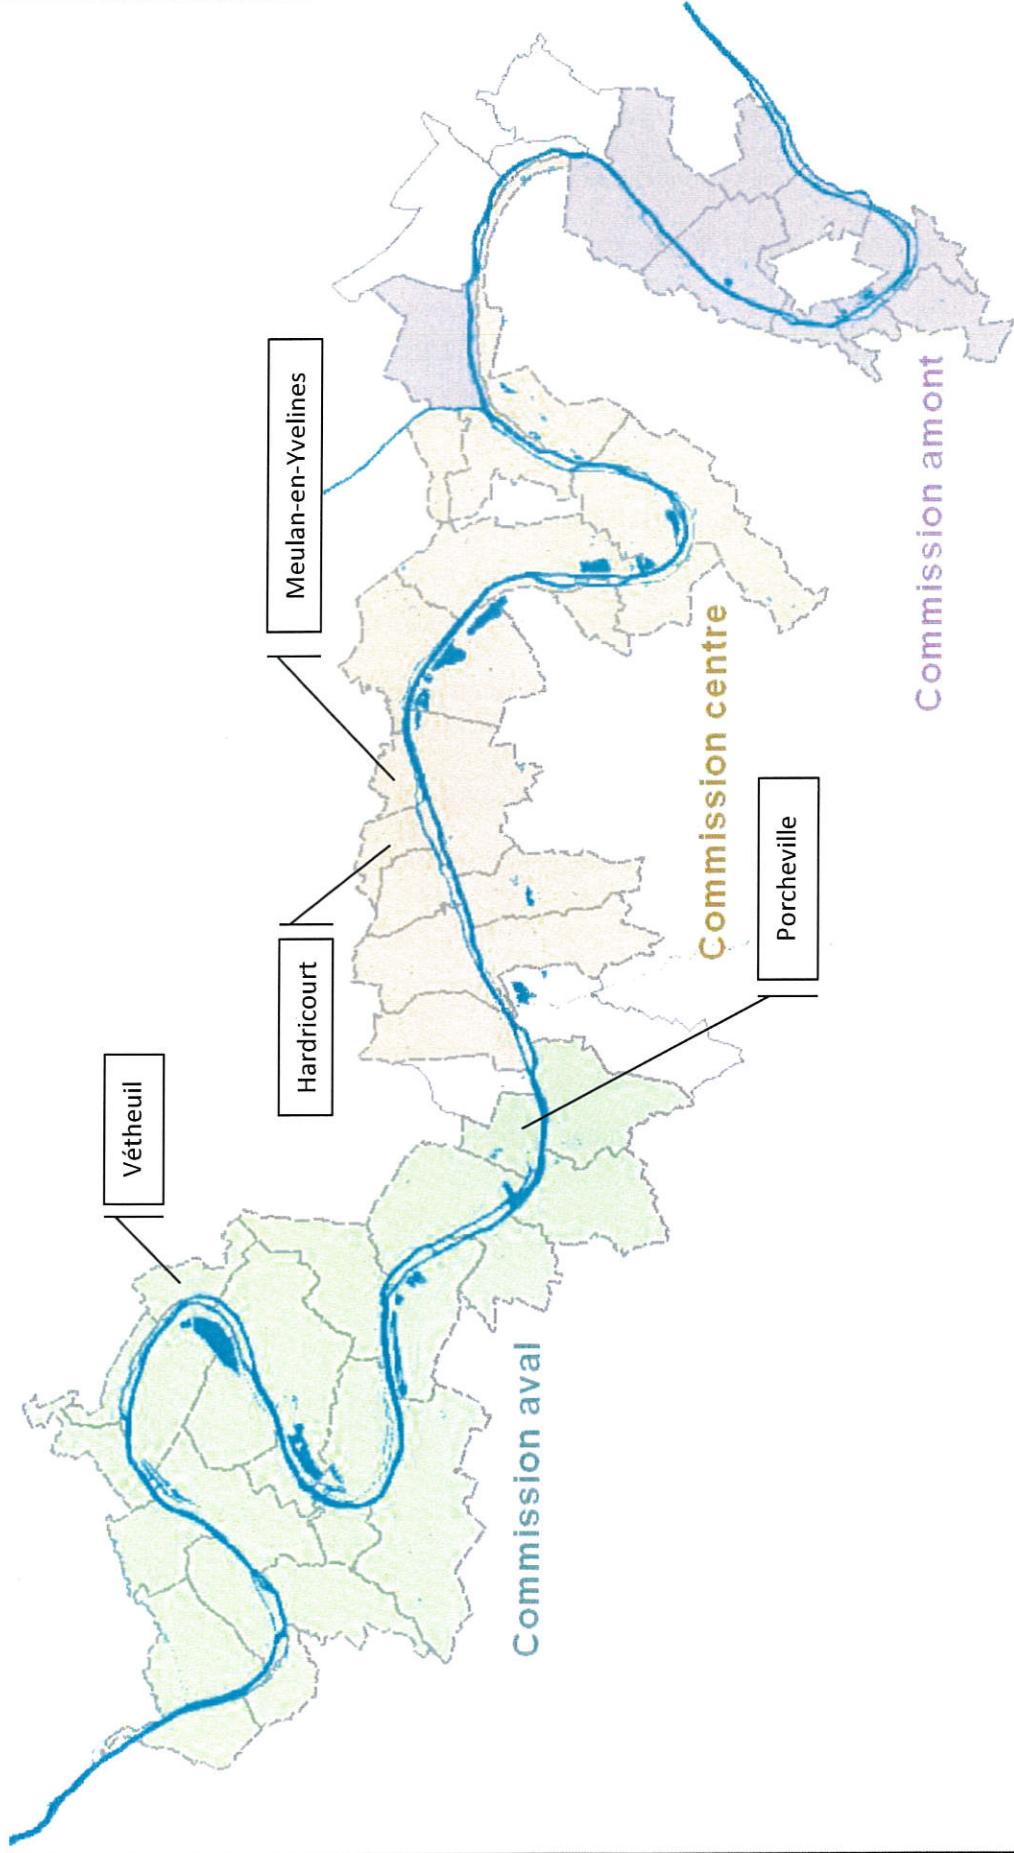 Vétheuil
Hardricourt
Meulan-en-Yvelines
Porcheville
Commission aval
Commission centre
Commission amont